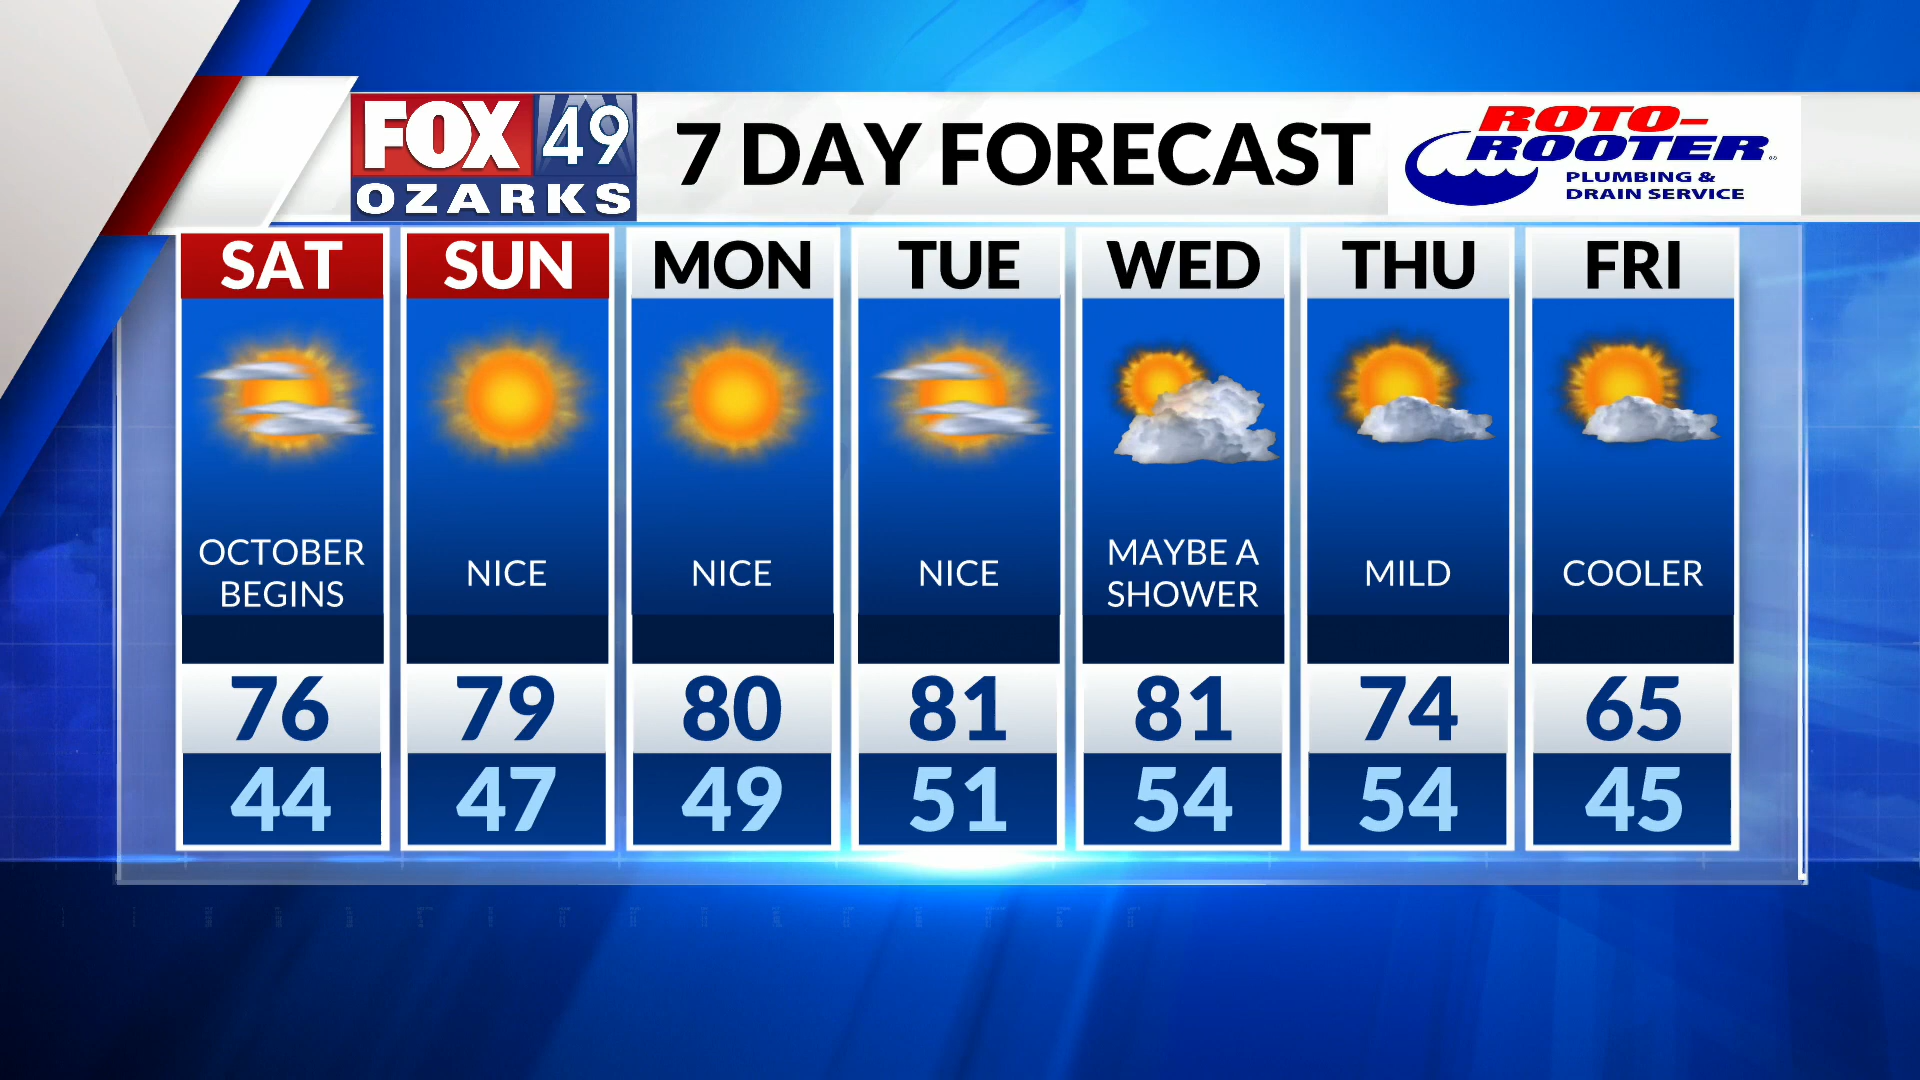 FOX 49
OZARKS
7 DAY FORECAST
ROTO-
ROOTER
PLUMBING &
DRAIN SERVICE
SAT SUN MON TUE WED THU FRI
OCTOBER
BEGINS
NICE
NICE
NICE
MAYBE A
SHOWER
MILD
COOLER
76 79 80 81 81 74 65
44 47 49 51 54 54 45